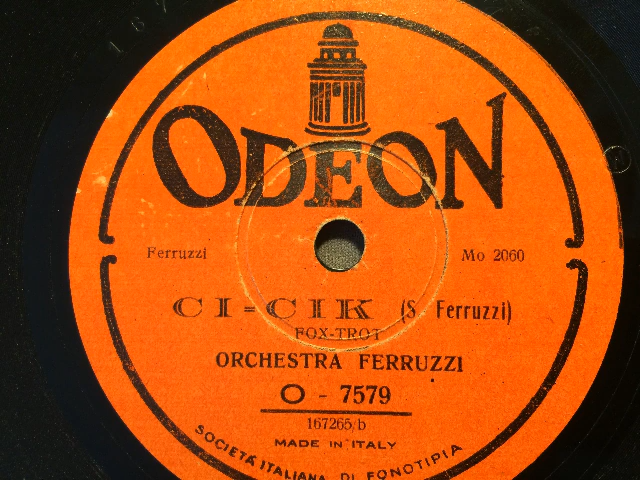 ODEON
Ferruzzi
Mo 2060
CI=CIK (S Ferruzzi)
FOX-TROT
ORCHESTRA FERRUZZI
O - 7579
167265/b
MADE IN ITALY
SOCIETÀ ITALIANA DI FONOTIPIA